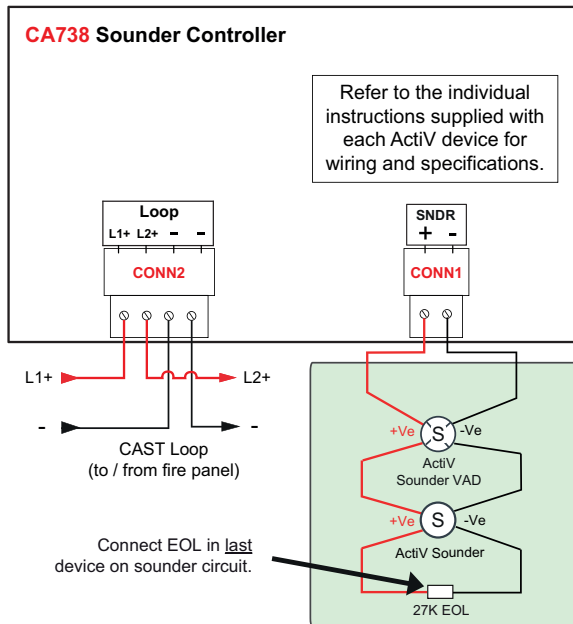 CA738 Sounder Controller
Refer to the individual
instructions supplied with
each ActiV device for
wiring and specifications.
Loop
L1+ L2+ - -
CONN2
SNDR
+ -
CONN1
L1+
L2+
-
-
CAST Loop
(to / from fire panel)
+Ve
S
-Ve
ActiV
Sounder VAD
+Ve
S
-Ve
ActiV Sounder
Connect EOL in last
device on sounder circuit.
27K EOL